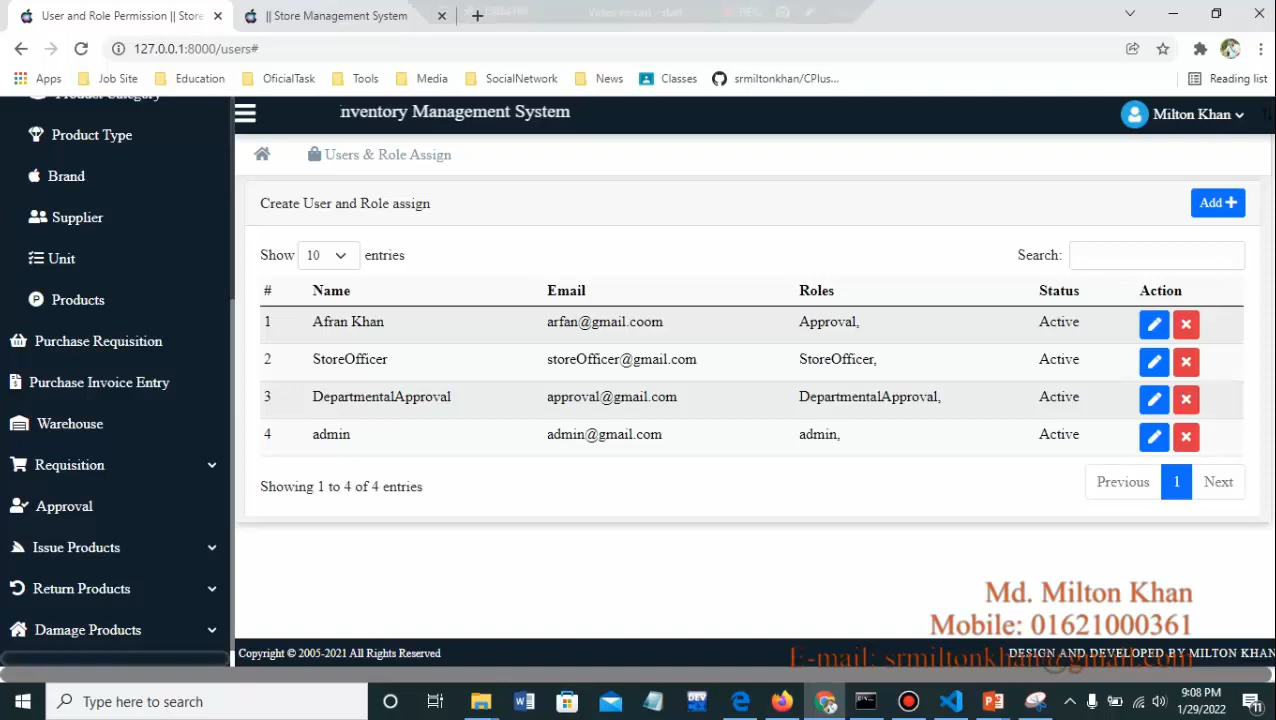 User and Role Permission || Store
|| Store Management System
127.0.0.1:8000/users#
Apps
Job Site
Education
OficialTask
Tools
Media
SocialNetwork
News
Classes
srmiltonkhan/CPlus...
Reading list
Product Category
Product Type
Brand
Supplier
Unit
Products
Purchase Requisition
Purchase Invoice Entry
Warehouse
Requisition
Approval
Issue Products
Return Products
Damage Products
nventory Management System
Milton Khan
Users & Role Assign
Create User and Role assign
Add
Show 10 entries
Search:
# Name Email Roles Status Action
1 Afran Khan arfan@gmail.coom Approval, Active
2 StoreOfficer storeOfficer@gmail.com StoreOfficer, Active
3 DepartmentalApproval approval@gmail.com DepartmentalApproval, Active
4 admin admin@gmail.com admin, Active
Showing 1 to 4 of 4 entries
Previous 1 Next
Md. Milton Khan
Mobile: 01621000361
E-mail: srmiltonkhan@gmail.com
Copyright © 2005-2021 All Rights Reserved
DESIGN AND DEVELOPED BY MILTON KHAN
Type here to search
9:08 PM
1/29/2022